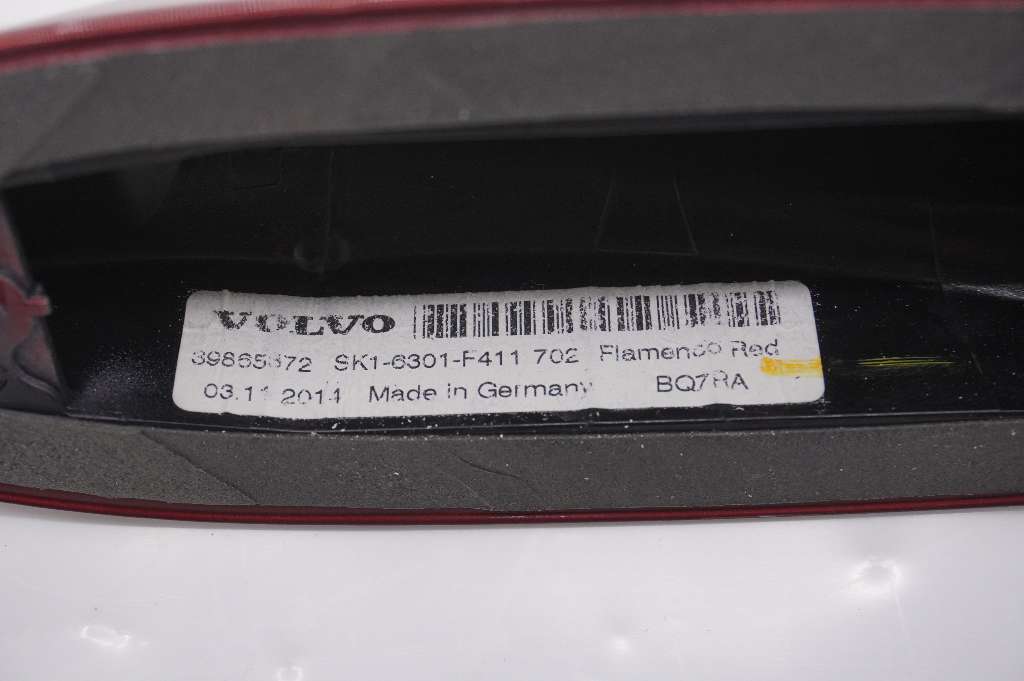 VOLVO
39865872 SK1-6301-F411 702 Flamenco Red
03.11.2014 Made in Germany BQ7RA